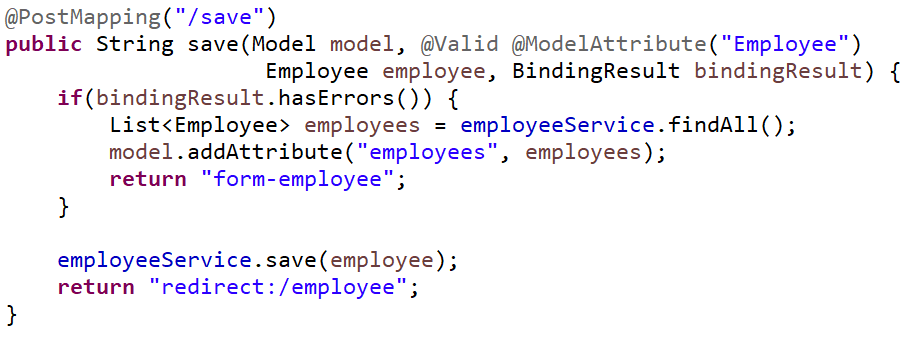 @PostMapping("/save")
public String save(Model model, @Valid @ModelAttribute("Employee")
                    Employee employee, BindingResult bindingResult) {
    if(bindingResult.hasErrors()) {
        List<Employee> employees = employeeService.findAll();
        model.addAttribute("employees", employees);
        return "form-employee";
    }

    employeeService.save(employee);
    return "redirect:/employee";
}